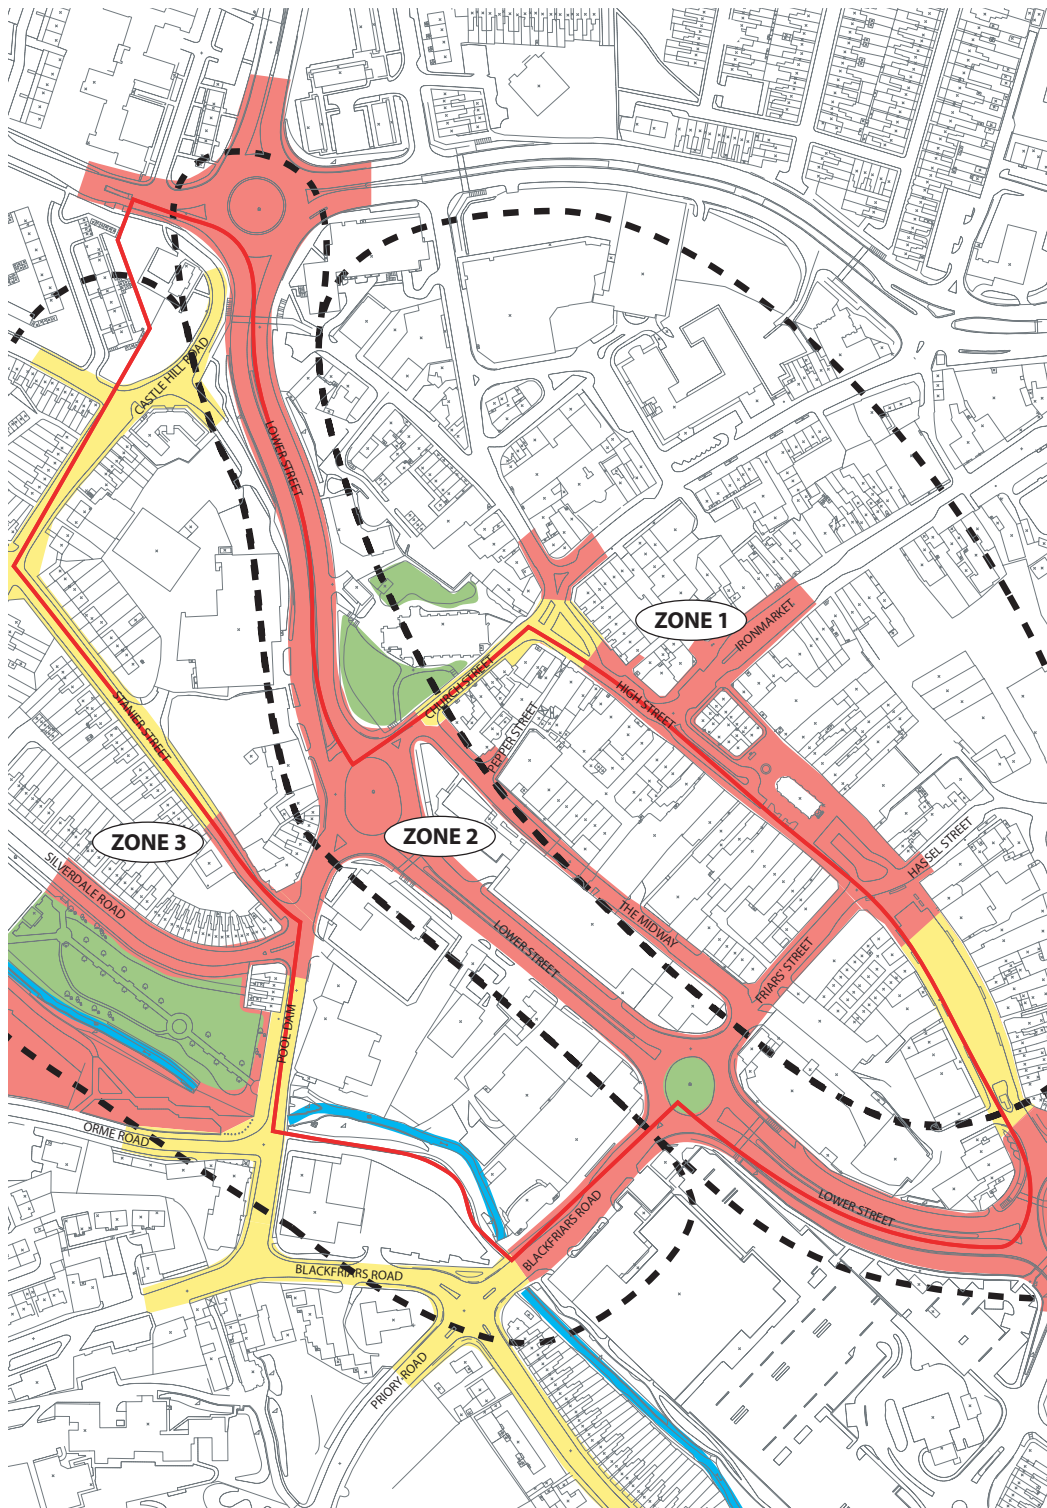 CASTLE HILL ROAD
LOWER STREET
ZONE 1
IRONMARKET
CHURCH STREET
HIGH STREET
PEPPER STREET
STANIER STREET
ZONE 3
ZONE 2
HASSEL STREET
SILVERDALE ROAD
LOWER STREET
THE MIDWAY
FRIARS' STREET
POOL DAM
ORME ROAD
LOWER STREET
BLACKFRIARS ROAD
BLACKFRIARS ROAD
PRIORY ROAD